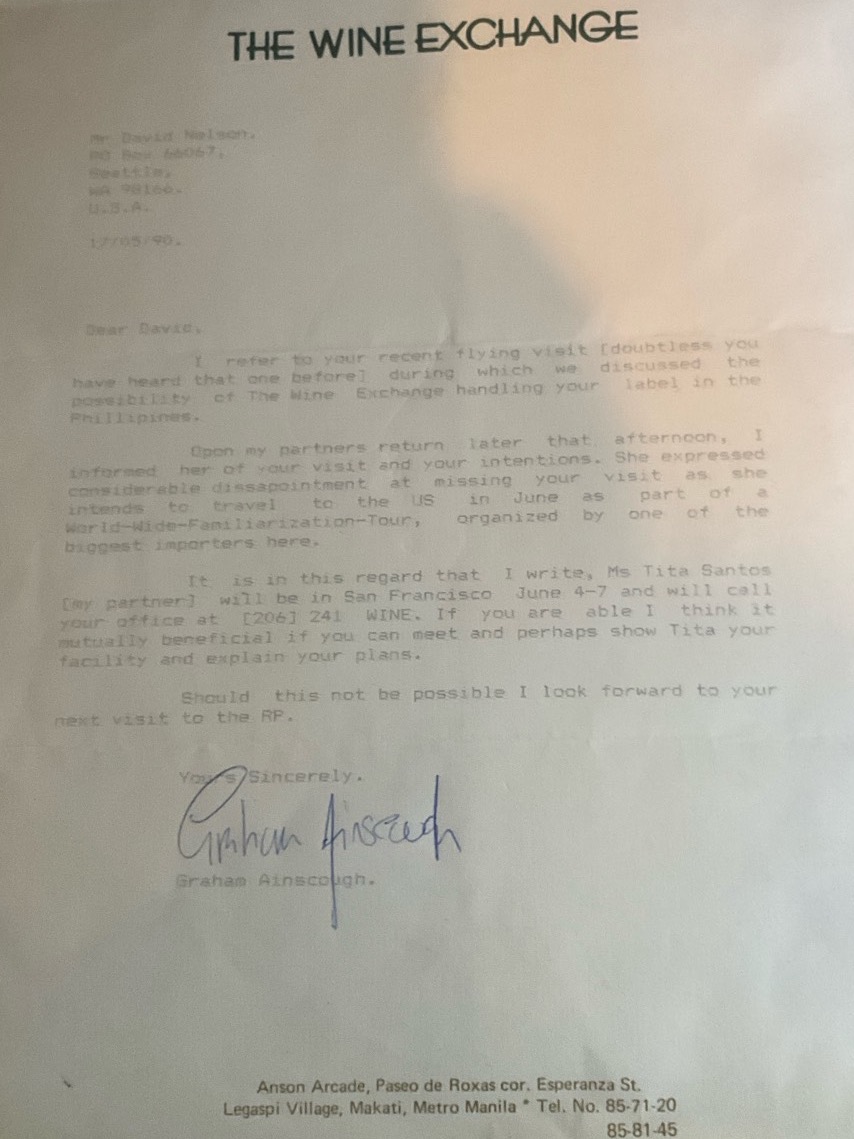 THE WINE EXCHANGE
Mr David Nelson.
PO Box 66067,
Seattle,
WA 98166.
U.S.A.
17/05/90.
Dear David,
I refer to your recent flying visit [doubtless you
have heard that one before] during which we discussed the
possibility of The Wine Exchange handling your label in the
Phillipines.
Upon my partners return later that afternoon, I
informed her of your visit and your intentions. She expressed
considerable dissapointment at missing your visit as she
intends to travel to the US in June as part of a
World-Wide-Familiarization-Tour, organized by one of the
biggest importers here.
It is in this regard that I write, Ms Tita Santos
[my partner] will be in San Francisco June 4-7 and will call
your office at [206] 241 WINE. If you are able I think it
mutually beneficial if you can meet and perhaps show Tita your
facility and explain your plans.
Should this not be possible I look forward to your
next visit to the RP.
Yours Sincerely.
Graham Ainscough
Graham Ainscough.
Anson Arcade, Paseo de Roxas cor. Esperanza St.
Legaspi Village, Makati, Metro Manila * Tel. No. 85-71-20
85-81-45